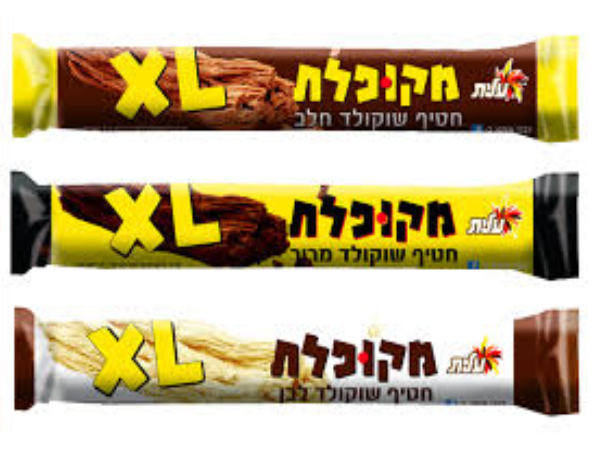 XL
מקופלת
עלית
חטיף שוקולד חלב
XL
מקופלת
עלית
חטיף שוקולד מריר
XL
מקופלת
עלית
חטיף שוקולד לבן